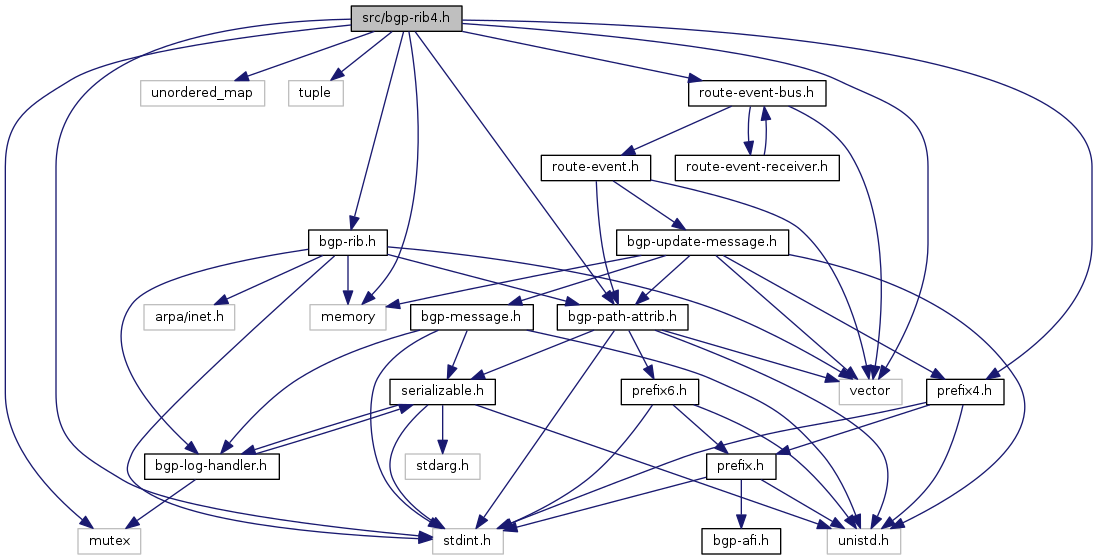 src/bgp-rib4.h
unordered_map
tuple
route-event-bus.h
route-event.h
route-event-receiver.h
bgp-rib.h
bgp-update-message.h
arpa/inet.h
memory
bgp-message.h
bgp-path-attrib.h
serializable.h
prefix6.h
vector
prefix4.h
bgp-log-handler.h
stdarg.h
prefix.h
mutex
stdint.h
bgp-afi.h
unistd.h